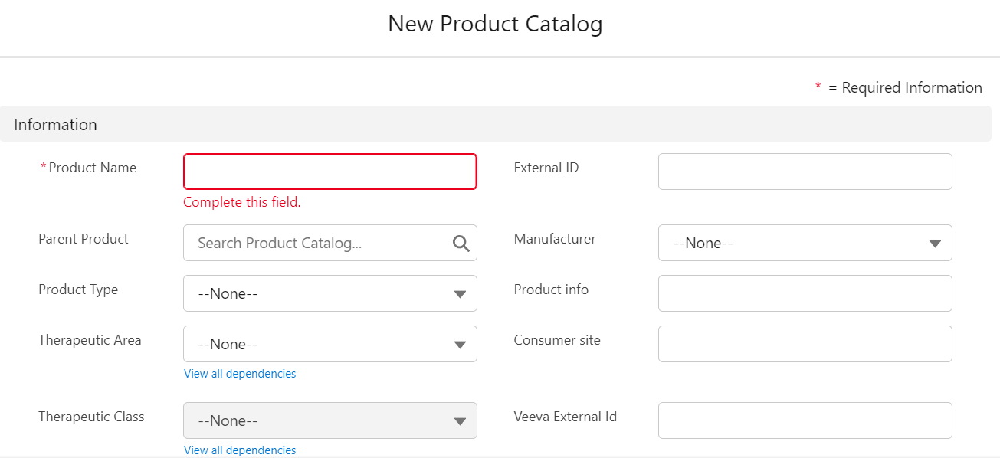 New Product Catalog
* = Required Information
Information
*Product Name
External ID
Complete this field.
Parent Product
Search Product Catalog...
Manufacturer
--None--
Product Type
--None--
Product info
Therapeutic Area
--None--
Consumer site
View all dependencies
Therapeutic Class
--None--
Veeva External Id
View all dependencies